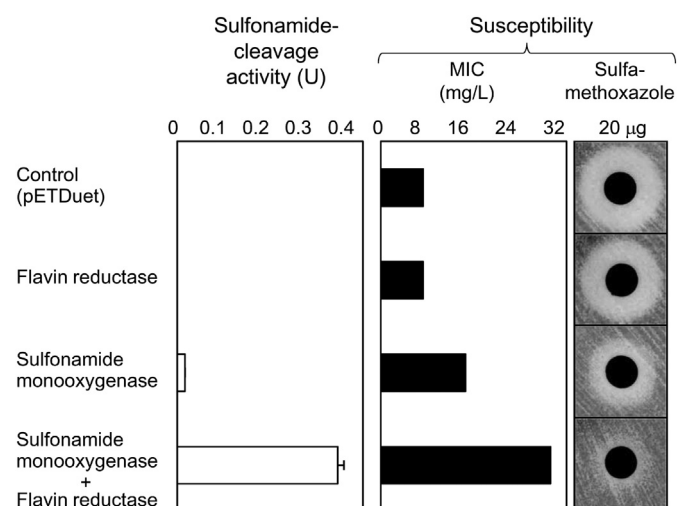 Sulfonamide-
cleavage
activity (U)
Susceptibility
MIC
(mg/L)
Sulfa-
methoxazole
0 0.1 0.2 0.3 0.4
0 8 16 24 32
20 µg
Control
(pETDuet)
Flavin reductase
Sulfonamide
monooxygenase
Sulfonamide
monooxygenase
+
Flavin reductase